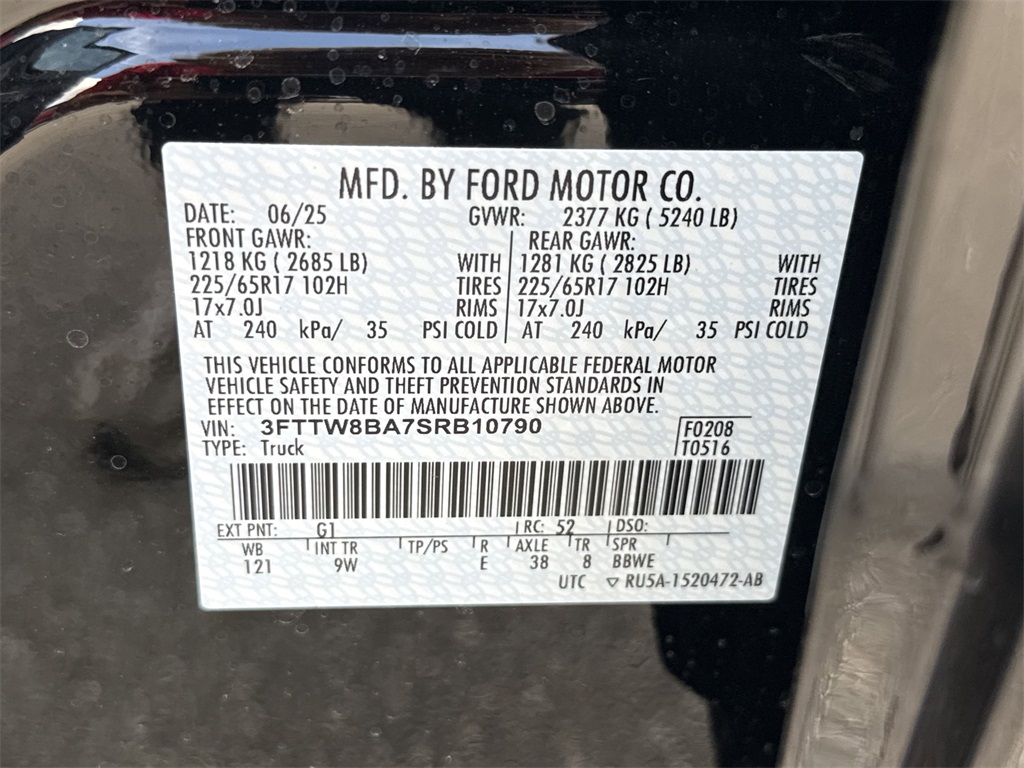 MFD. BY FORD MOTOR CO.
DATE: 06/25 GVWR: 2377 KG ( 5240 LB)
FRONT GAWR: REAR GAWR:
1218 KG ( 2685 LB) WITH 1281 KG ( 2825 LB) WITH
225/65R17 102H TIRES 225/65R17 102H TIRES
17x7.0J RIMS 17x7.0J RIMS
AT 240 kPa/ 35 PSI COLD AT 240 kPa/ 35 PSI COLD
THIS VEHICLE CONFORMS TO ALL APPLICABLE FEDERAL MOTOR
VEHICLE SAFETY AND THEFT PREVENTION STANDARDS IN
EFFECT ON THE DATE OF MANUFACTURE SHOWN ABOVE.
VIN: 3FTTW8BA7SRB10790 F0208
TYPE: Truck T0516
EXT PNT: G1 RC: 52 DSO:
WB INT TR TP/PS R AXLE TR SPR
121 9W E 38 8 BBWE
UTC ▽ RU5A-1520472-AB